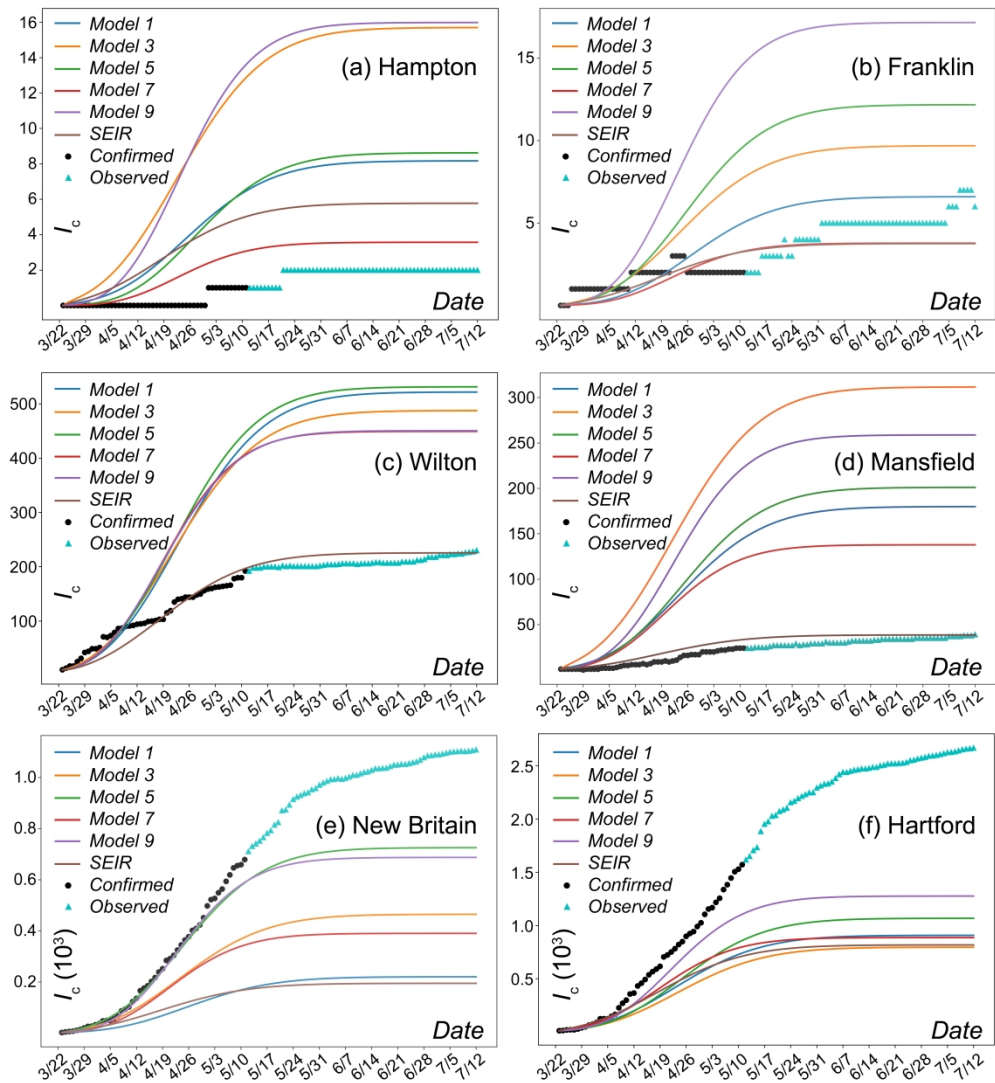 (a) Hampton
Model 1
Model 3
Model 5
Model 7
Model 9
SEIR
Confirmed
Observed
16
14
12
10
8
6
4
2
I_c
Date
3/22 3/29 4/5 4/12 4/19 4/26 5/3 5/10 5/17 5/24 5/31 6/7 6/14 6/21 6/28 7/5 7/12
(b) Franklin
Model 1
Model 3
Model 5
Model 7
Model 9
SEIR
Confirmed
Observed
15
10
5
I_c
Date
3/22 3/29 4/5 4/12 4/19 4/26 5/3 5/10 5/17 5/24 5/31 6/7 6/14 6/21 6/28 7/5 7/12
(c) Wilton
Model 1
Model 3
Model 5
Model 7
Model 9
SEIR
Confirmed
Observed
500
400
300
200
100
I_c
Date
3/22 3/29 4/5 4/12 4/19 4/26 5/3 5/10 5/17 5/24 5/31 6/7 6/14 6/21 6/28 7/5 7/12
(d) Mansfield
Model 1
Model 3
Model 5
Model 7
Model 9
SEIR
Confirmed
Observed
300
250
200
150
100
50
I_c
Date
3/22 3/29 4/5 4/12 4/19 4/26 5/3 5/10 5/17 5/24 5/31 6/7 6/14 6/21 6/28 7/5 7/12
(e) New Britain
Model 1
Model 3
Model 5
Model 7
Model 9
SEIR
Confirmed
Observed
1.0
0.8
0.6
0.4
0.2
I_c (10³)
Date
3/22 3/29 4/5 4/12 4/19 4/26 5/3 5/10 5/17 5/24 5/31 6/7 6/14 6/21 6/28 7/5 7/12
(f) Hartford
Model 1
Model 3
Model 5
Model 7
Model 9
SEIR
Confirmed
Observed
2.5
2.0
1.5
1.0
0.5
I_c (10³)
Date
3/22 3/29 4/5 4/12 4/19 4/26 5/3 5/10 5/17 5/24 5/31 6/7 6/14 6/21 6/28 7/5 7/12